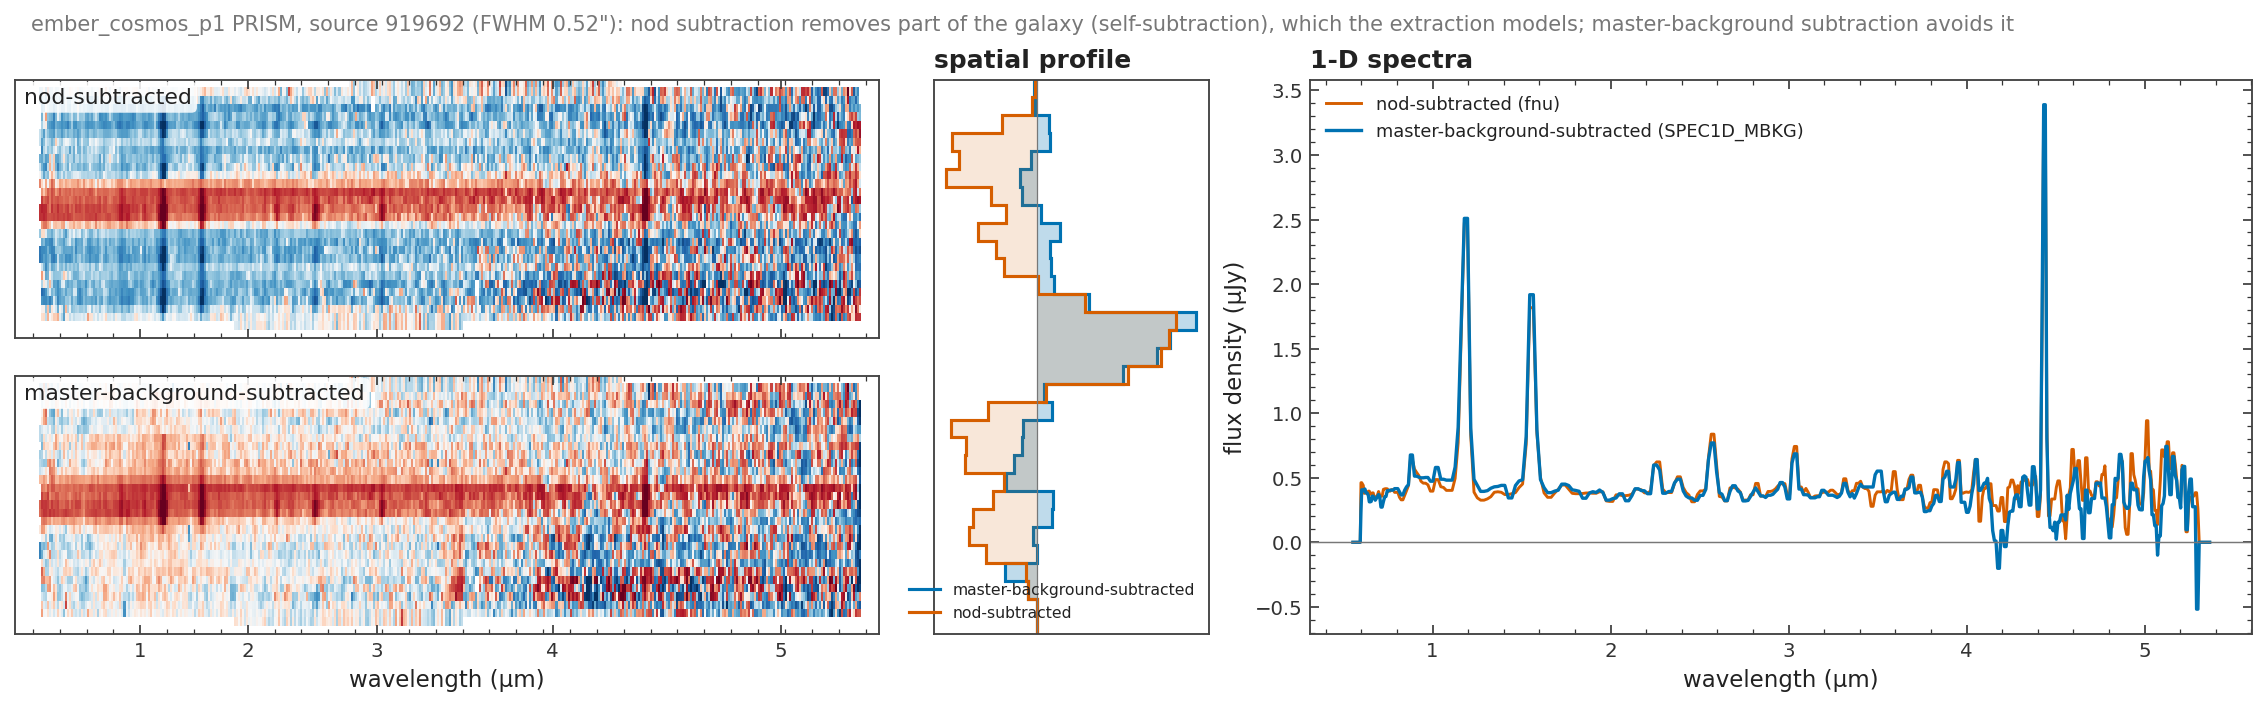 ember_cosmos_p1 PRISM, source 919692 (FWHM 0.52"): nod subtraction removes part of the galaxy (self-subtraction), which the extraction models; master-background subtraction avoids it
nod-subtracted
master-background-subtracted
1 2 3 4 5
wavelength (μm)
spatial profile
master-background-subtracted
nod-subtracted
1-D spectra
nod-subtracted (fnu)
master-background-subtracted (SPEC1D_MBKG)
flux density (μJy)
3.5
3.0
2.5
2.0
1.5
1.0
0.5
0.0
−0.5
1 2 3 4 5
wavelength (μm)